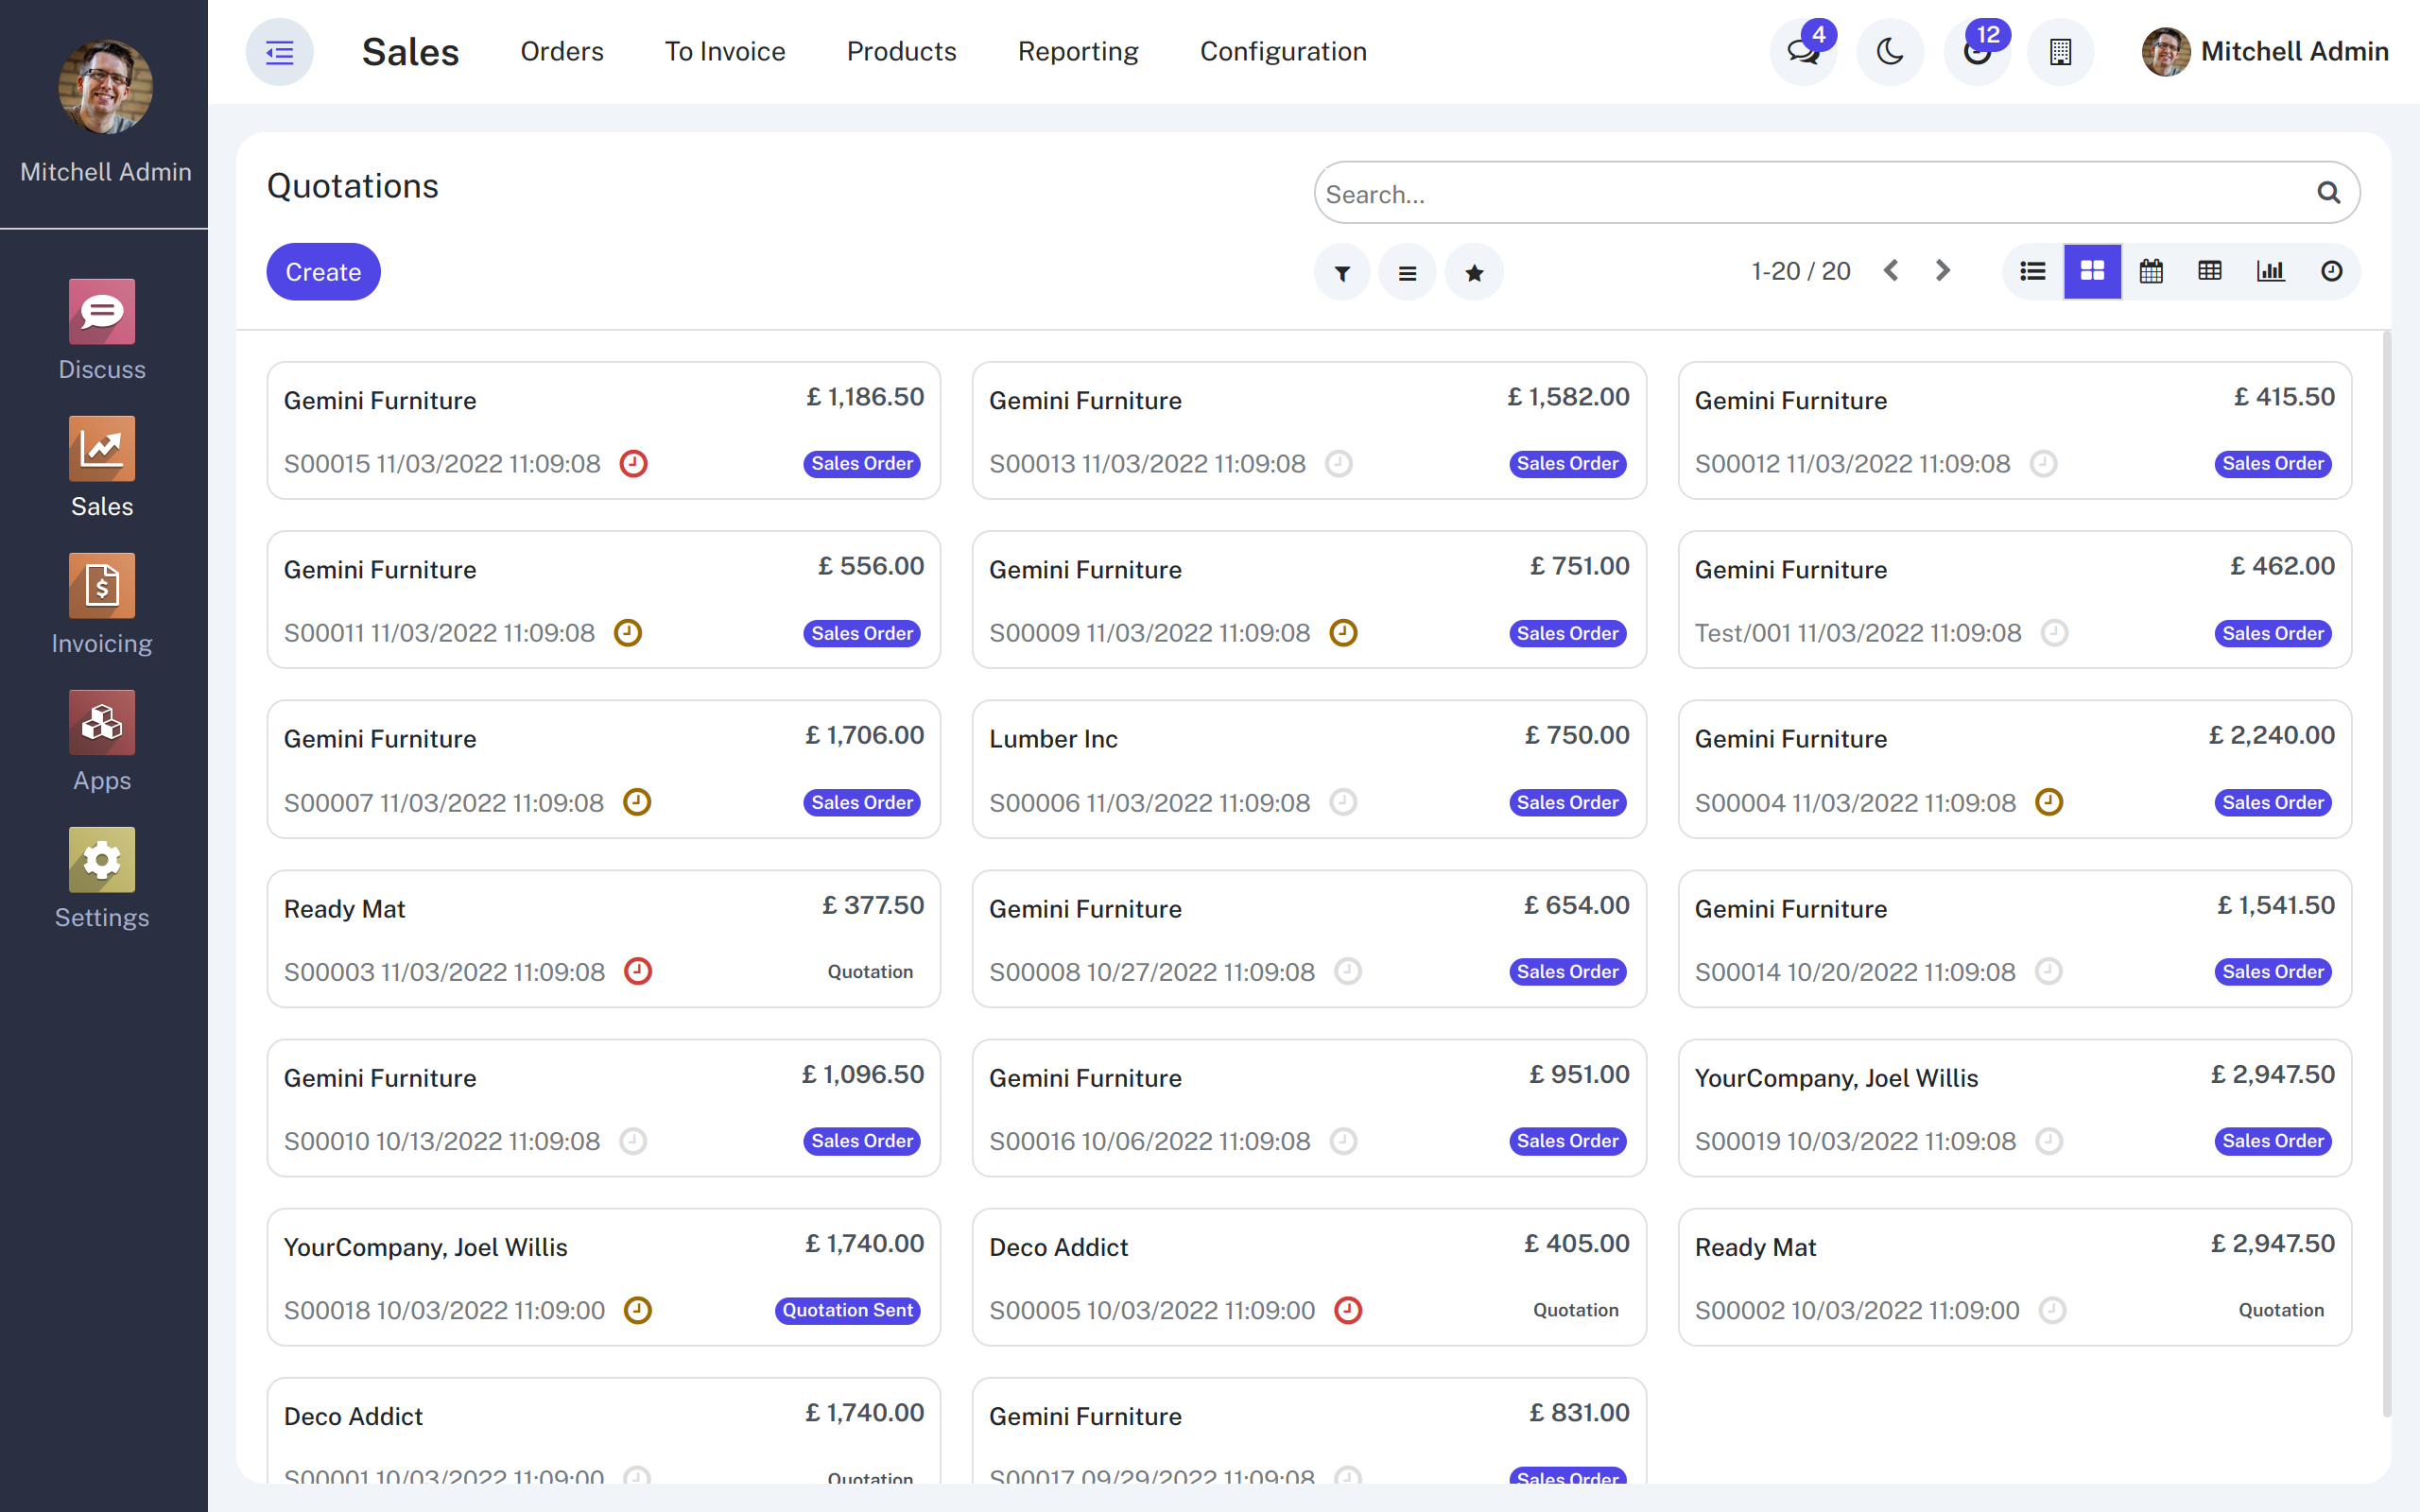 Mitchell Admin
Discuss
Sales
Invoicing
Apps
Settings
Sales Orders To Invoice Products Reporting Configuration 4 12 Mitchell Admin
Quotations
Search...
Create
1-20 / 20
Gemini Furniture £ 1,186.50
S00015 11/03/2022 11:09:08 Sales Order
Gemini Furniture £ 1,582.00
S00013 11/03/2022 11:09:08 Sales Order
Gemini Furniture £ 415.50
S00012 11/03/2022 11:09:08 Sales Order
Gemini Furniture £ 556.00
S00011 11/03/2022 11:09:08 Sales Order
Gemini Furniture £ 751.00
S00009 11/03/2022 11:09:08 Sales Order
Gemini Furniture £ 462.00
Test/001 11/03/2022 11:09:08 Sales Order
Gemini Furniture £ 1,706.00
S00007 11/03/2022 11:09:08 Sales Order
Lumber Inc £ 750.00
S00006 11/03/2022 11:09:08 Sales Order
Gemini Furniture £ 2,240.00
S00004 11/03/2022 11:09:08 Sales Order
Ready Mat £ 377.50
S00003 11/03/2022 11:09:08 Quotation
Gemini Furniture £ 654.00
S00008 10/27/2022 11:09:08 Sales Order
Gemini Furniture £ 1,541.50
S00014 10/20/2022 11:09:08 Sales Order
Gemini Furniture £ 1,096.50
S00010 10/13/2022 11:09:08 Sales Order
Gemini Furniture £ 951.00
S00016 10/06/2022 11:09:08 Sales Order
YourCompany, Joel Willis £ 2,947.50
S00019 10/03/2022 11:09:08 Sales Order
YourCompany, Joel Willis £ 1,740.00
S00018 10/03/2022 11:09:00 Quotation Sent
Deco Addict £ 405.00
S00005 10/03/2022 11:09:00 Quotation
Ready Mat £ 2,947.50
S00002 10/03/2022 11:09:00 Quotation
Deco Addict £ 1,740.00
S00001 10/03/2022 11:09:00 Quotation
Gemini Furniture £ 831.00
S00017 09/29/2022 11:09:08 Sales Order